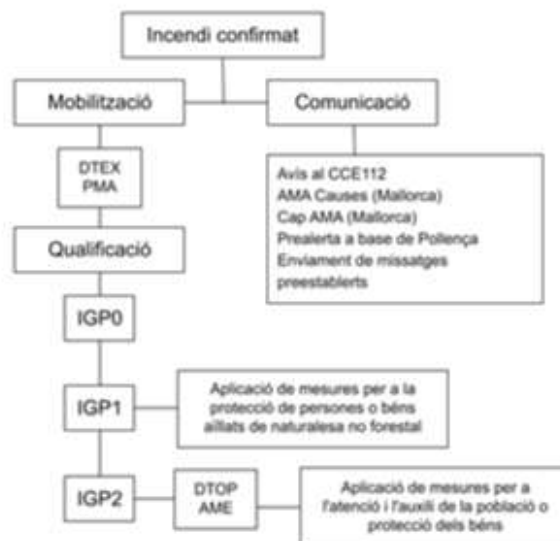 Incendi confirmat
Mobilització
Comunicació
DTEX
PMA
Avís al CCE112
AMA Causes (Mallorca)
Cap AMA (Mallorca)
Prealerta a base de Pollença
Enviament de missatges
preestablerts
Qualificació
IGP0
IGP1
Aplicació de mesures per a la
protecció de persones o béns
aïllats de naturalesa no forestal
IGP2
DTOP
AME
Aplicació de mesures per a
l'atenció i l'auxili de la població o
protecció dels béns